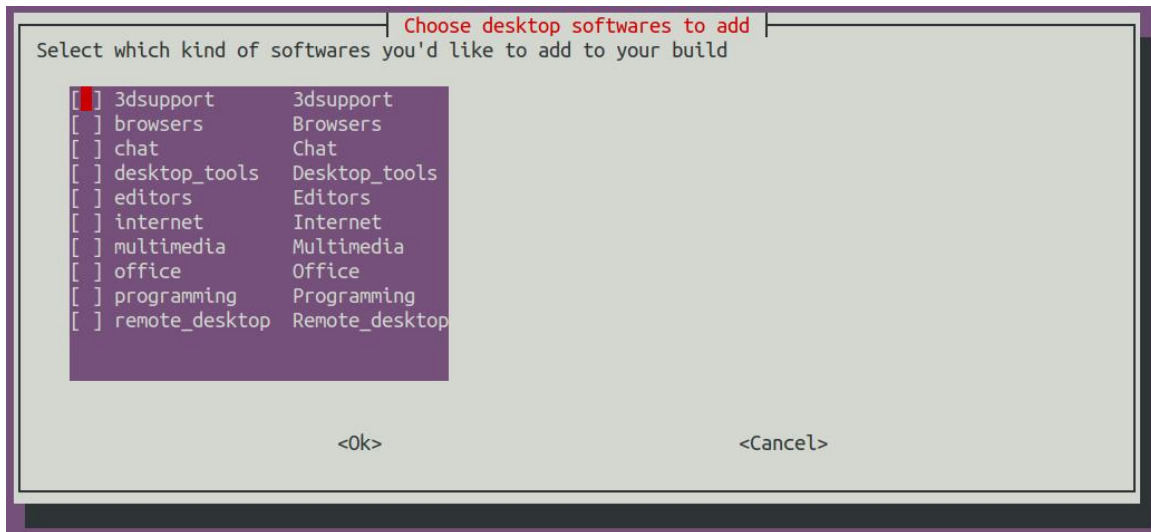 Choose desktop softwares to add
Select which kind of softwares you'd like to add to your build
[ ] 3dsupport 3dsupport
[ ] browsers Browsers
[ ] chat Chat
[ ] desktop_tools Desktop_tools
[ ] editors Editors
[ ] internet Internet
[ ] multimedia Multimedia
[ ] office Office
[ ] programming Programming
[ ] remote_desktop Remote_desktop
<Ok> <Cancel>